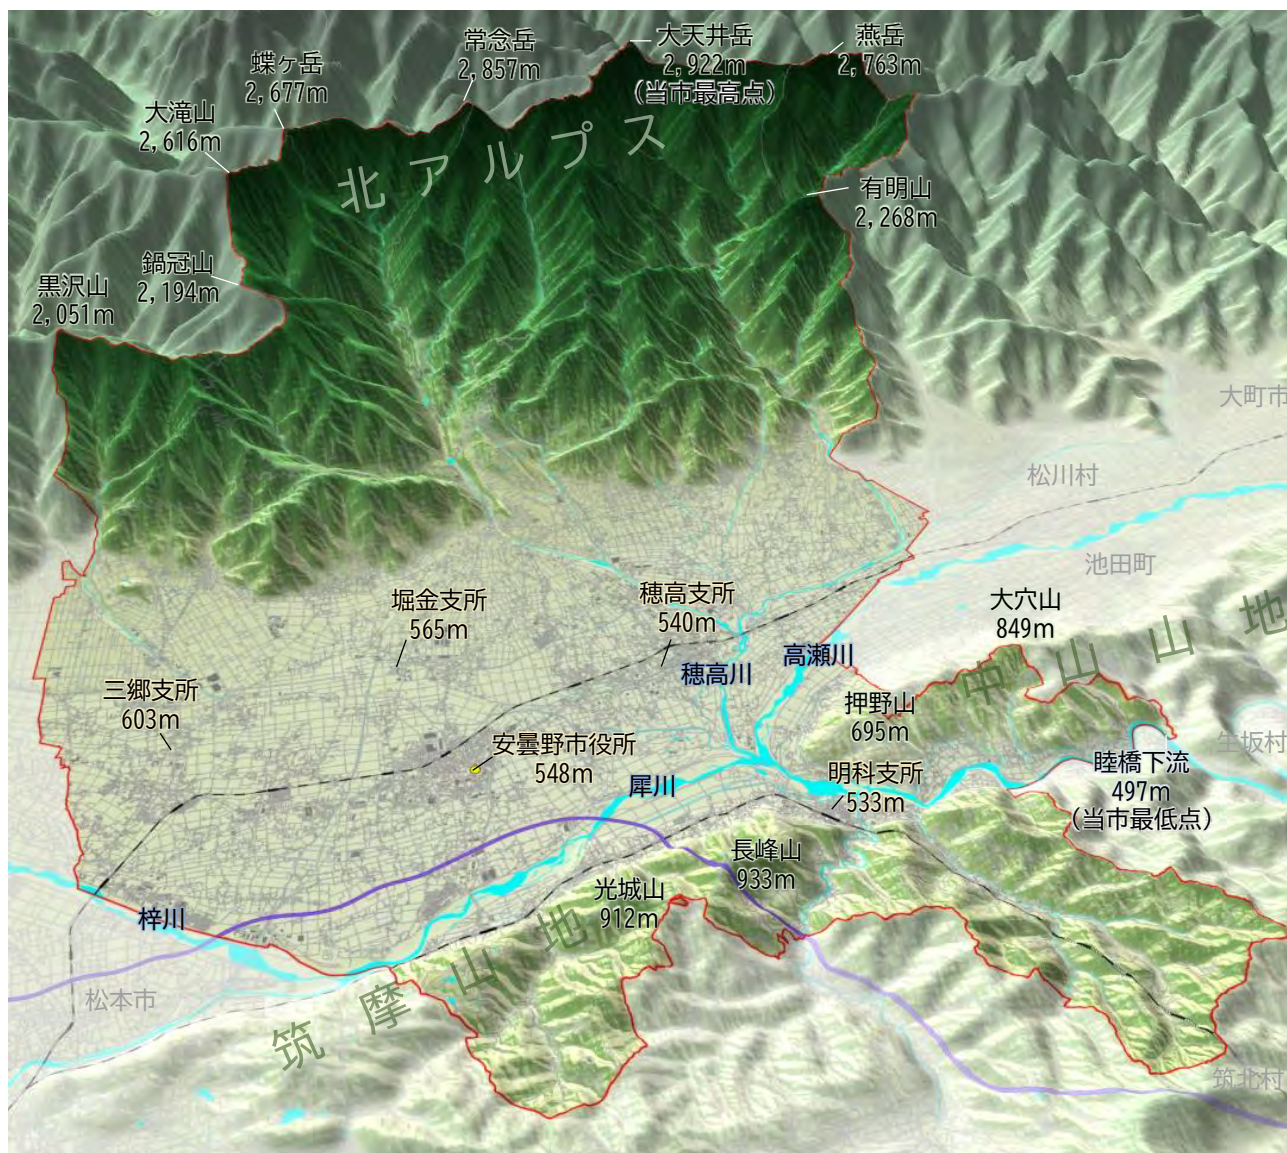 常念岳
2,857m
大天井岳
2,922m
（当市最高点）
燕岳
2,763m
蝶ヶ岳
2,677m
大滝山
2,616m
北アルプス
有明山
2,268m
鍋冠山
2,194m
黒沢山
2,051m
大町市
松川村
池田町
堀金支所
565m
穂高支所
540m
大穴山
849m
中山山地
高瀬川
穂高川
三郷支所
603m
押野山
695m
生坂村
安曇野市役所
548m
犀川
明科支所
533m
睦橋下流
497m
（当市最低点）
長峰山
933m
光城山
912m
梓川
筑摩山地
松本市
筑北村